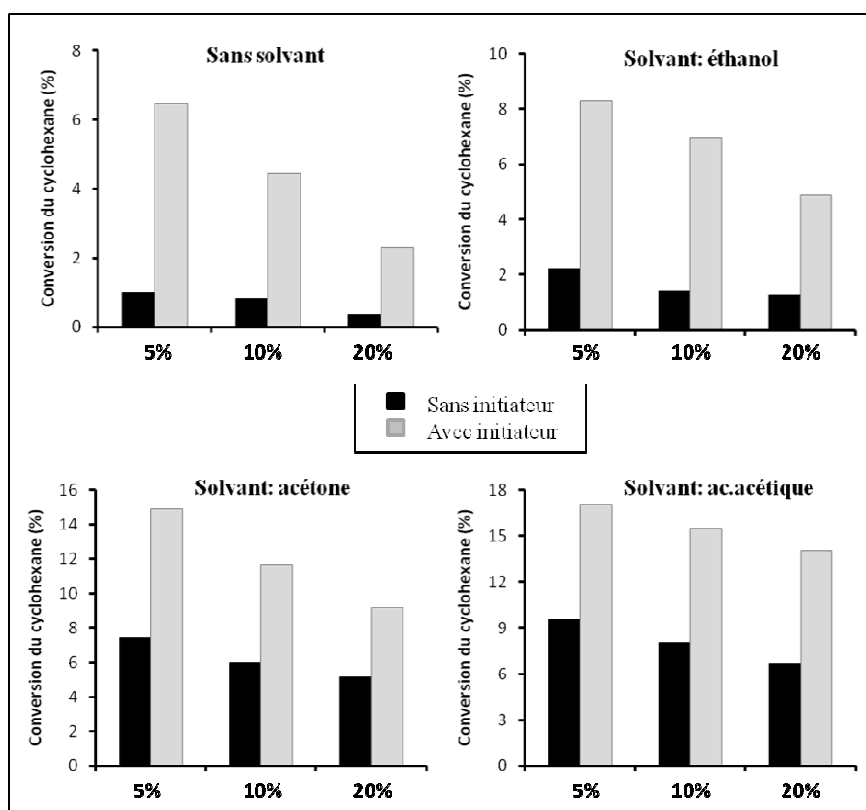 Sans solvant
Conversion du cyclohexane (%)
8
6
4
2
0
5% 10% 20%
Solvant: éthanol
Conversion du cyclohexane (%)
10
8
6
4
2
0
5% 10% 20%
Sans initiateur
Avec initiateur
Solvant: acétone
Conversion du cyclohexane (%)
16
14
12
10
8
6
4
2
0
5% 10% 20%
Solvant: ac.acétique
Conversion du cyclohexane (%)
18
15
12
9
6
3
0
5% 10% 20%